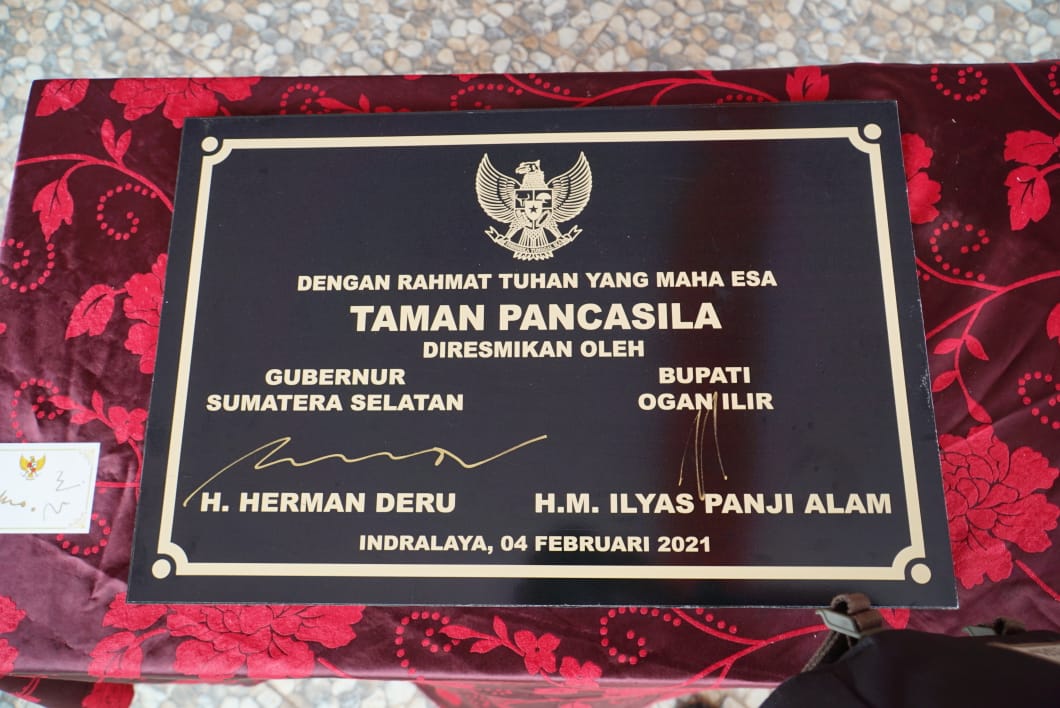 DENGAN RAHMAT TUHAN YANG MAHA ESA
TAMAN PANCASILA
DIRESMIKAN OLEH
GUBERNUR
SUMATERA SELATAN
BUPATI
OGAN ILIR
H. HERMAN DERU
H.M. ILYAS PANJI ALAM
INDRALAYA, 04 FEBRUARI 2021